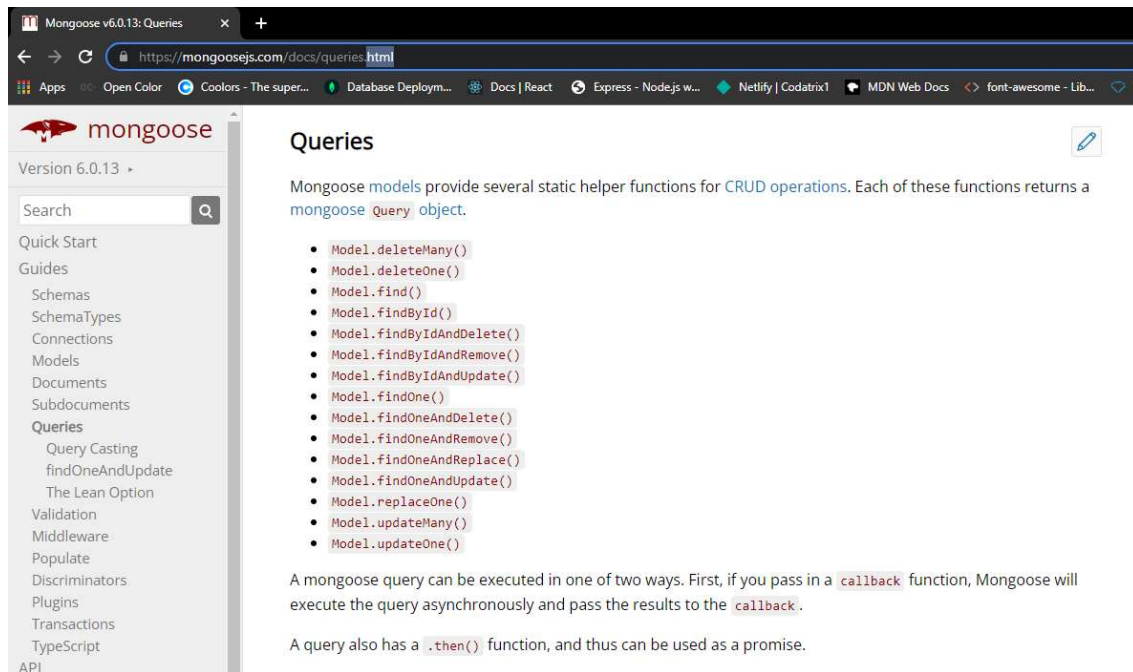 Mongoose v6.0.13: Queries
https://mongoosejs.com/docs/queries.html
Apps Open Color Coolors - The super... Database Deploym... Docs | React Express - Node.js w... Netlify | Codatrix1 MDN Web Docs font-awesome - Lib...
mongoose
Version 6.0.13
Search
Quick Start
Guides
Schemas
SchemaTypes
Connections
Models
Documents
Subdocuments
Queries
Query Casting
findOneAndUpdate
The Lean Option
Validation
Middleware
Populate
Discriminators
Plugins
Transactions
TypeScript
API
Queries
Mongoose models provide several static helper functions for CRUD operations. Each of these functions returns a
mongoose Query object.
• Model.deleteMany()
• Model.deleteOne()
• Model.find()
• Model.findById()
• Model.findByIdAndDelete()
• Model.findByIdAndRemove()
• Model.findByIdAndUpdate()
• Model.findOne()
• Model.findOneAndDelete()
• Model.findOneAndRemove()
• Model.findOneAndReplace()
• Model.findOneAndUpdate()
• Model.replaceOne()
• Model.updateMany()
• Model.updateOne()
A mongoose query can be executed in one of two ways. First, if you pass in a callback function, Mongoose will
execute the query asynchronously and pass the results to the callback.
A query also has a .then() function, and thus can be used as a promise.